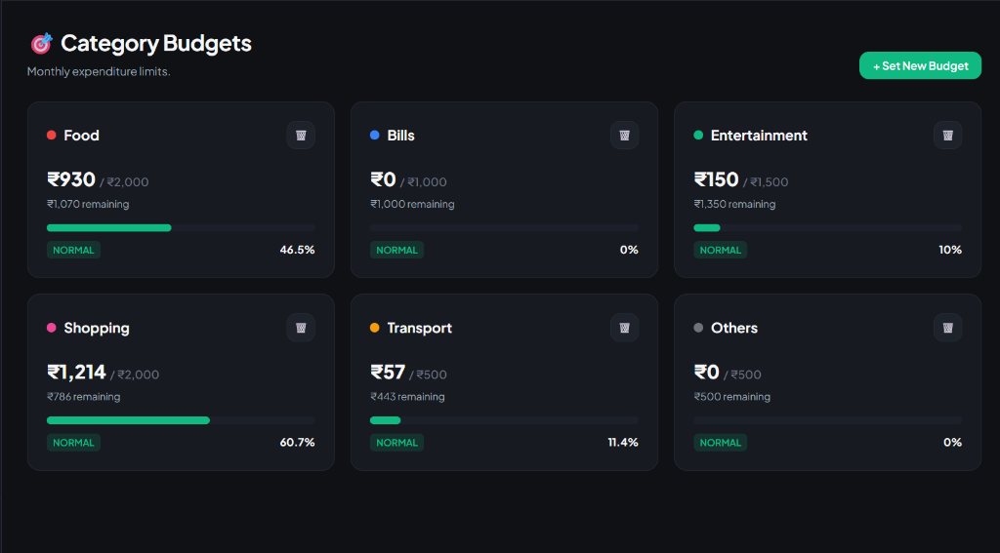 🎯 Category Budgets
Monthly expenditure limits.
+ Set New Budget
Food
₹930 / ₹2,000
₹1,070 remaining
NORMAL 46.5%
Bills
₹0 / ₹1,000
₹1,000 remaining
NORMAL 0%
Entertainment
₹150 / ₹1,500
₹1,350 remaining
NORMAL 10%
Shopping
₹1,214 / ₹2,000
₹786 remaining
NORMAL 60.7%
Transport
₹57 / ₹500
₹443 remaining
NORMAL 11.4%
Others
₹0 / ₹500
₹500 remaining
NORMAL 0%